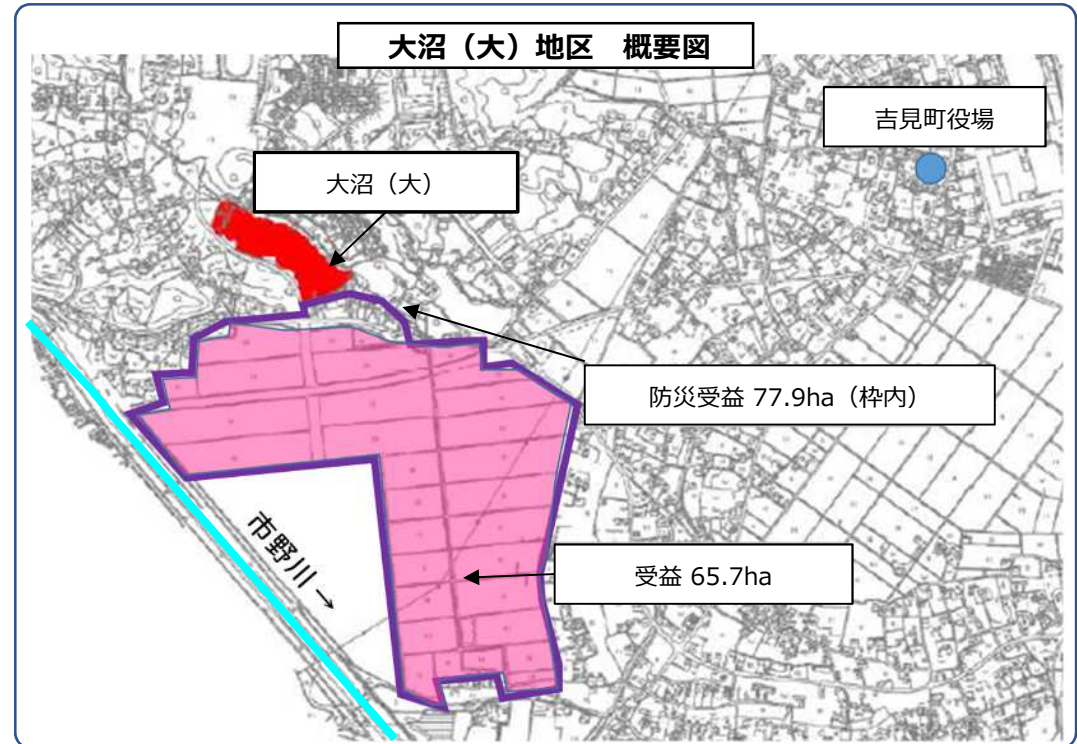 大沼（大）地区　概要図
吉見町役場
大沼（大）
防災受益 77.9ha（枠内）
市野川→
受益 65.7ha